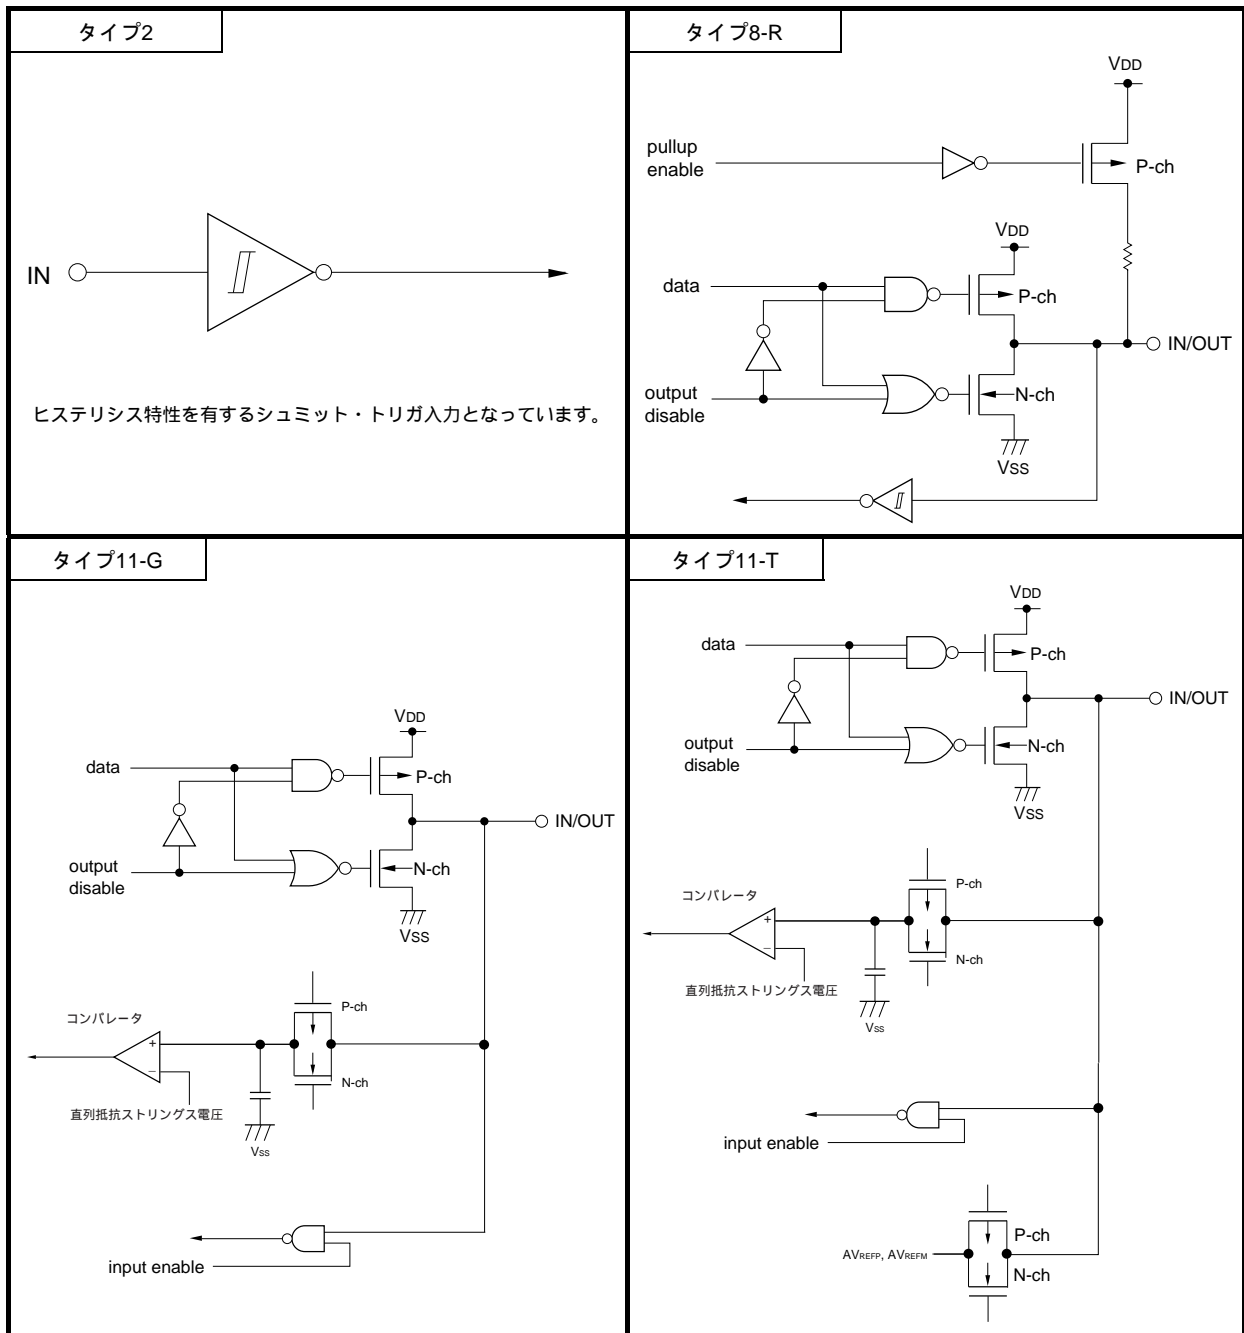 タイプ2
IN
ヒステリシス特性を有するシュミット・トリガ入力となっています。
タイプ8-R
VDD
pullup
enable
P-ch
VDD
data
P-ch
IN/OUT
output
disable
N-ch
VSS
タイプ11-G
VDD
data
P-ch
IN/OUT
output
disable
N-ch
VSS
P-ch
コンパレータ
+
−
N-ch
直列抵抗ストリングス電圧
VSS
input enable
タイプ11-T
VDD
data
P-ch
IN/OUT
output
disable
N-ch
VSS
P-ch
コンパレータ
+
−
N-ch
直列抵抗ストリングス電圧
VSS
input enable
P-ch
AVREFP, AVREFM
N-ch